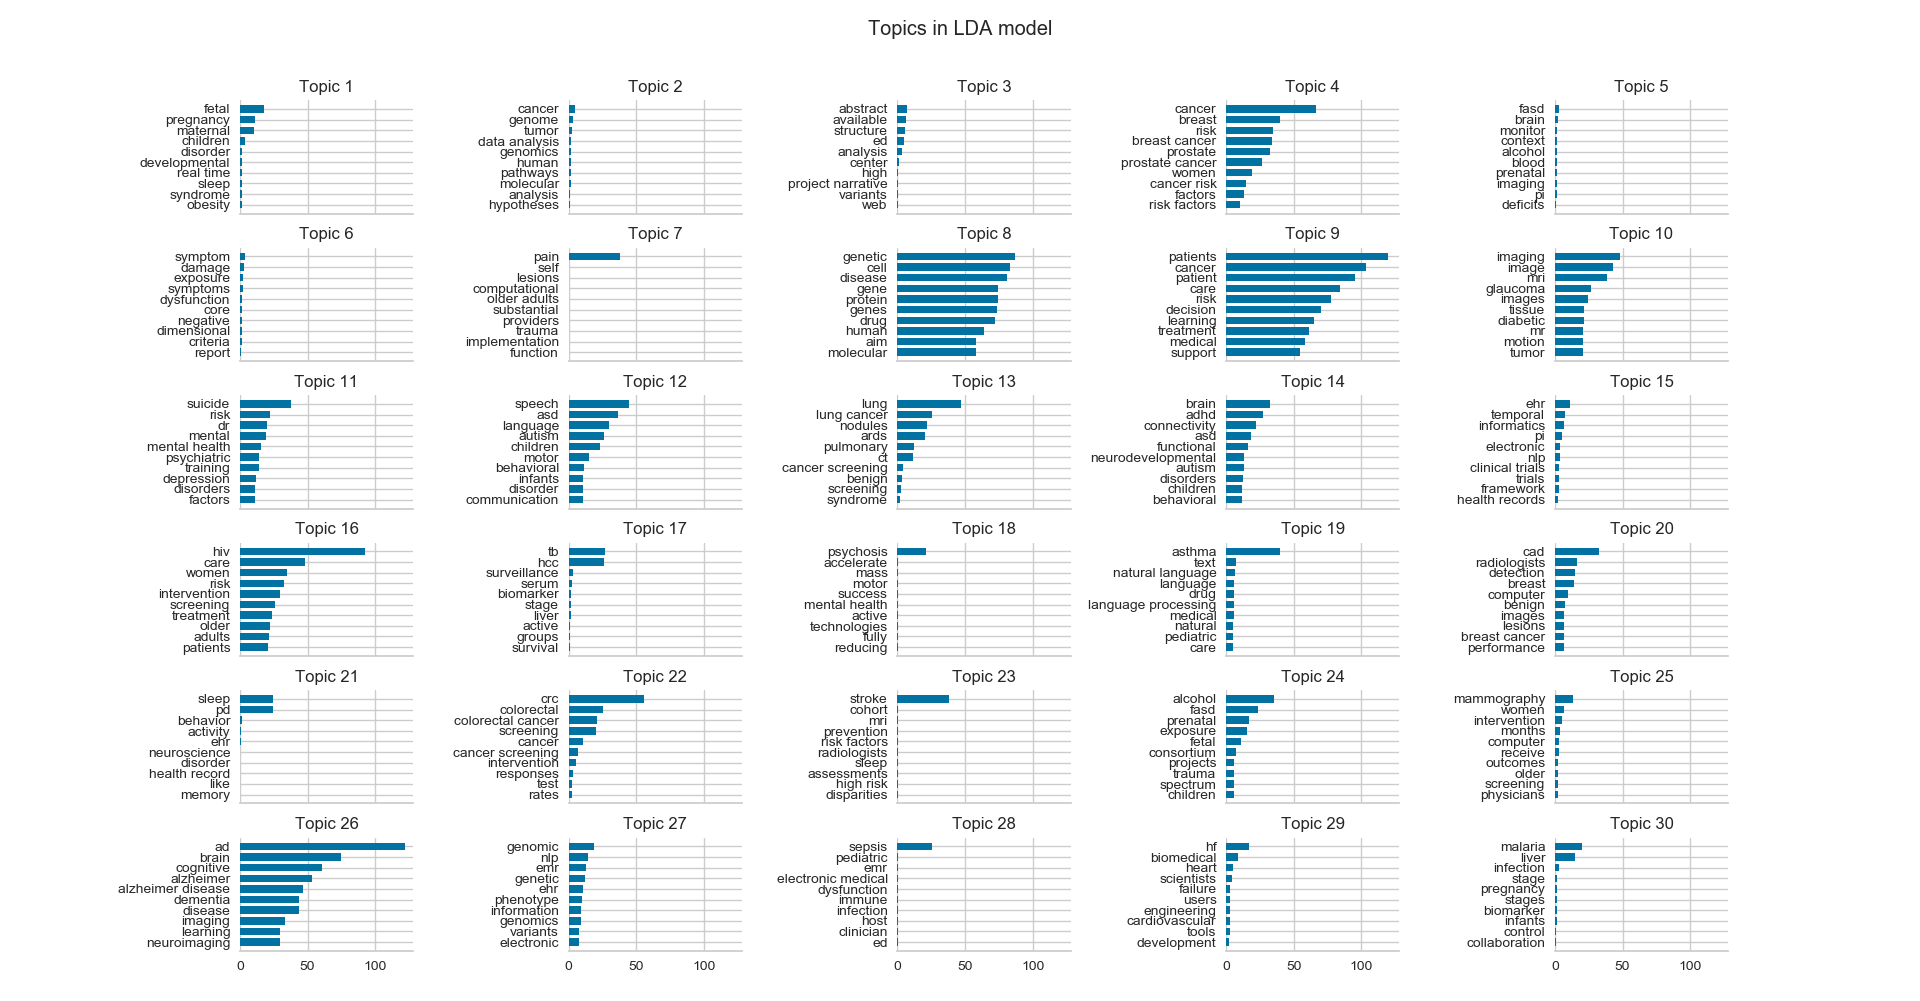 Topics in LDA model
Topic 1
fetal
pregnancy
maternal
children
disorder
developmental
real time
sleep
syndrome
obesity
Topic 2
cancer
genome
tumor
data analysis
genomics
human
pathways
molecular
analysis
hypotheses
Topic 3
abstract
available
structure
ed
analysis
center
high
project narrative
variants
web
Topic 4
cancer
breast
risk
breast cancer
prostate
prostate cancer
women
cancer risk
factors
risk factors
Topic 5
fasd
brain
monitor
context
alcohol
blood
prenatal
imaging
pi
deficits
Topic 6
symptom
damage
exposure
symptoms
dysfunction
core
negative
dimensional
criteria
report
Topic 7
pain
self
lesions
computational
older adults
substantial
providers
trauma
implementation
function
Topic 8
genetic
cell
disease
gene
protein
genes
drug
human
aim
molecular
Topic 9
patients
cancer
patient
care
risk
decision
learning
treatment
medical
support
Topic 10
imaging
image
mri
glaucoma
images
tissue
diabetic
mr
motion
tumor
Topic 11
suicide
risk
dr
mental
mental health
psychiatric
training
depression
disorders
factors
Topic 12
speech
asd
language
autism
children
motor
behavioral
infants
disorder
communication
Topic 13
lung
lung cancer
nodules
ards
pulmonary
ct
cancer screening
benign
screening
syndrome
Topic 14
brain
adhd
connectivity
asd
functional
neurodevelopmental
autism
disorders
children
behavioral
Topic 15
ehr
temporal
informatics
pi
electronic
nlp
clinical trials
trials
framework
health records
Topic 16
hiv
care
women
risk
intervention
screening
treatment
older
adults
patients
Topic 17
tb
hcc
surveillance
serum
biomarker
stage
liver
active
groups
survival
Topic 18
psychosis
accelerate
mass
motor
success
mental health
active
technologies
fully
reducing
Topic 19
asthma
text
natural language
language
drug
language processing
medical
natural
pediatric
care
Topic 20
cad
radiologists
detection
breast
computer
benign
images
lesions
breast cancer
performance
Topic 21
sleep
pd
behavior
activity
ehr
neuroscience
disorder
health record
like
memory
Topic 22
crc
colorectal
colorectal cancer
screening
cancer
cancer screening
intervention
responses
test
rates
Topic 23
stroke
cohort
mri
prevention
risk factors
radiologists
sleep
assessments
high risk
disparities
Topic 24
alcohol
fasd
prenatal
exposure
fetal
consortium
projects
trauma
spectrum
children
Topic 25
mammography
women
intervention
months
computer
receive
outcomes
older
screening
physicians
Topic 26
ad
brain
cognitive
alzheimer
alzheimer disease
dementia
disease
imaging
learning
neuroimaging
0 50 100
Topic 27
genomic
nlp
emr
genetic
ehr
phenotype
information
genomics
variants
electronic
0 50 100
Topic 28
sepsis
pediatric
emr
electronic medical
dysfunction
immune
infection
host
clinician
ed
0 50 100
Topic 29
hf
biomedical
heart
scientists
failure
users
engineering
cardiovascular
tools
development
0 50 100
Topic 30
malaria
liver
infection
stage
pregnancy
stages
biomarker
infants
control
collaboration
0 50 100